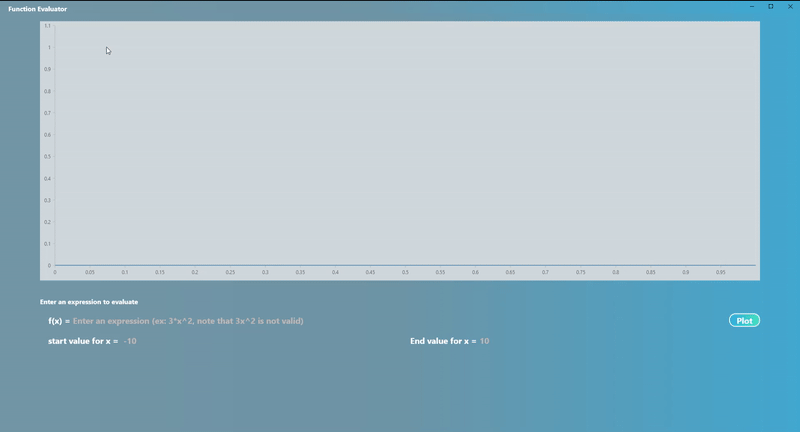 Function Evaluator
1.1
1
0.9
0.8
0.7
0.6
0.5
0.4
0.3
0.2
0.1
0
0 0.05 0.1 0.15 0.2 0.25 0.3 0.35 0.4 0.45 0.5 0.55 0.6 0.65 0.7 0.75 0.8 0.85 0.9 0.95
Enter an expression to evaluate
f(x) = Enter an expression (ex: 3*x^2, note that 3x^2 is not valid)
Plot
start value for x = -10
End value for x = 10